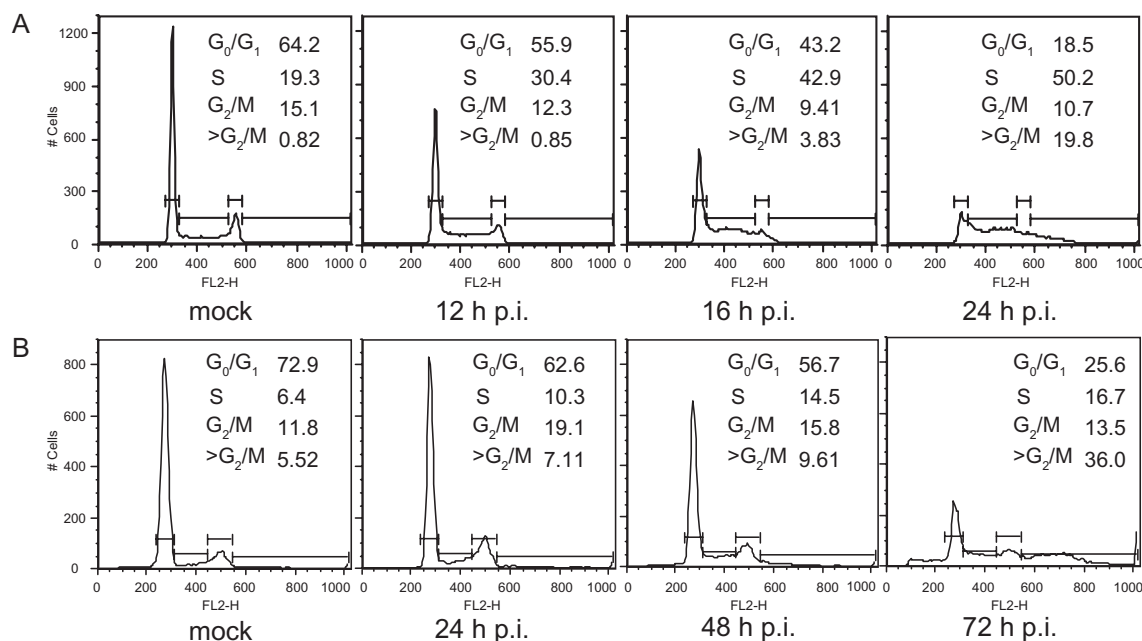 A
# Cells
1200
900
600
300
0
G0/G1 64.2
S 19.3
G2/M 15.1
>G2/M 0.82
0 200 400 600 800 1000
FL2-H
mock
G0/G1 55.9
S 30.4
G2/M 12.3
>G2/M 0.85
0 200 400 600 800 1000
FL2-H
12 h p.i.
G0/G1 43.2
S 42.9
G2/M 9.41
>G2/M 3.83
0 200 400 600 800 1000
FL2-H
16 h p.i.
G0/G1 18.5
S 50.2
G2/M 10.7
>G2/M 19.8
0 200 400 600 800 1000
FL2-H
24 h p.i.
B
# Cells
800
600
400
200
0
G0/G1 72.9
S 6.4
G2/M 11.8
>G2/M 5.52
0 200 400 600 800 1000
FL2-H
mock
G0/G1 62.6
S 10.3
G2/M 19.1
>G2/M 7.11
0 200 400 600 800 1000
FL2-H
24 h p.i.
G0/G1 56.7
S 14.5
G2/M 15.8
>G2/M 9.61
0 200 400 600 800 1000
FL2-H
48 h p.i.
G0/G1 25.6
S 16.7
G2/M 13.5
>G2/M 36.0
0 200 400 600 800 1000
FL2-H
72 h p.i.